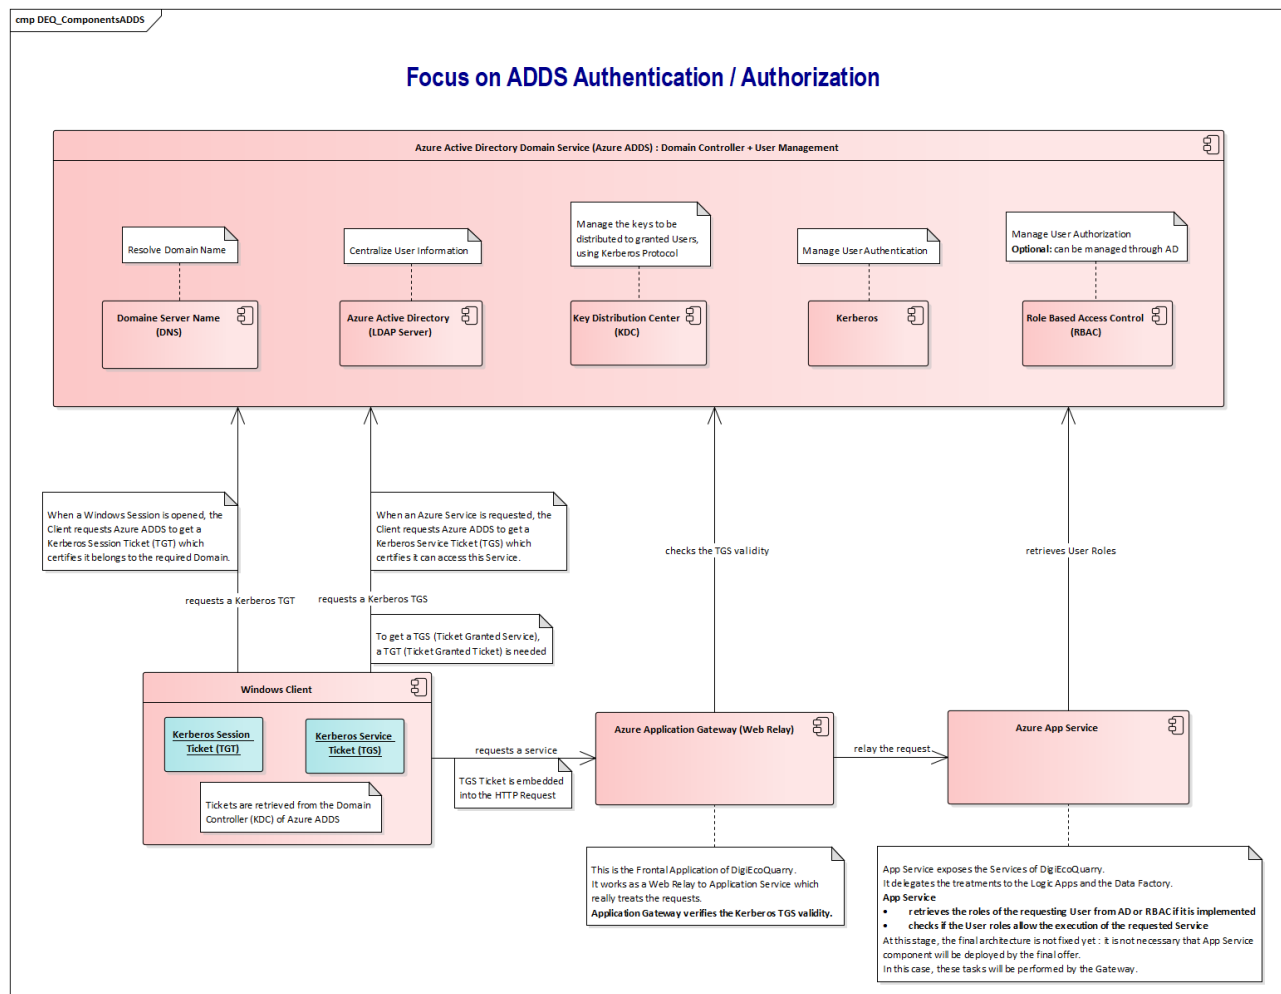 cmp DEQ_ComponentsADDS
Focus on ADDS Authentication / Authorization
Azure Active Directory Domain Service (Azure ADDS) : Domain Controller + User Management
Resolve Domain Name
Centralize User Information
Manage the keys to be
distributed to granted Users,
using Kerberos Protocol
Manage User Authentication
Manage User Authorization
Optional: can be managed through AD
Domaine Server Name
(DNS)
Azure Active Directory
(LDAP Server)
Key Distribution Center
(KDC)
Kerberos
Role Based Access Control
(RBAC)
When a Windows Session is opened, the
Client requests Azure ADDS to get a
Kerberos Session Ticket (TGT) which
certifies it belongs to the required Domain.
When an Azure Service is requested, the
Client requests Azure ADDS to get a
Kerberos Service Ticket (TGS) which
certifies it can access this Service.
checks the TGS validity
retrieves User Roles
requests a Kerberos TGT
requests a Kerberos TGS
To get a TGS (Ticket Granted Service),
a TGT (Ticket Granted Ticket) is needed
Windows Client
Kerberos Session
Ticket (TGT)
Kerberos Service
Ticket (TGS)
Tickets are retrieved from the Domain
Controller (KDC) of Azure ADDS
requests a service
TGS Ticket is embedded
into the HTTP Request
Azure Application Gateway (Web Relay)
relay the request
Azure App Service
This is the Frontal Application of DigiEcoQuarry.
It works as a Web Relay to Application Service which
really treats the requests.
Application Gateway verifies the Kerberos TGS validity.
App Service exposes the Services of DigiEcoQuarry.
It delegates the treatments to the Logic Apps and the Data Factory.
App Service
• retrieves the roles of the requesting User from AD or RBAC if it is implemented
• checks if the User roles allow the execution of the requested Service
At this stage, the final architecture is not fixed yet : it is not necessary that App Service
component will be deployed by the final offer.
In this case, these tasks will be performed by the Gateway.